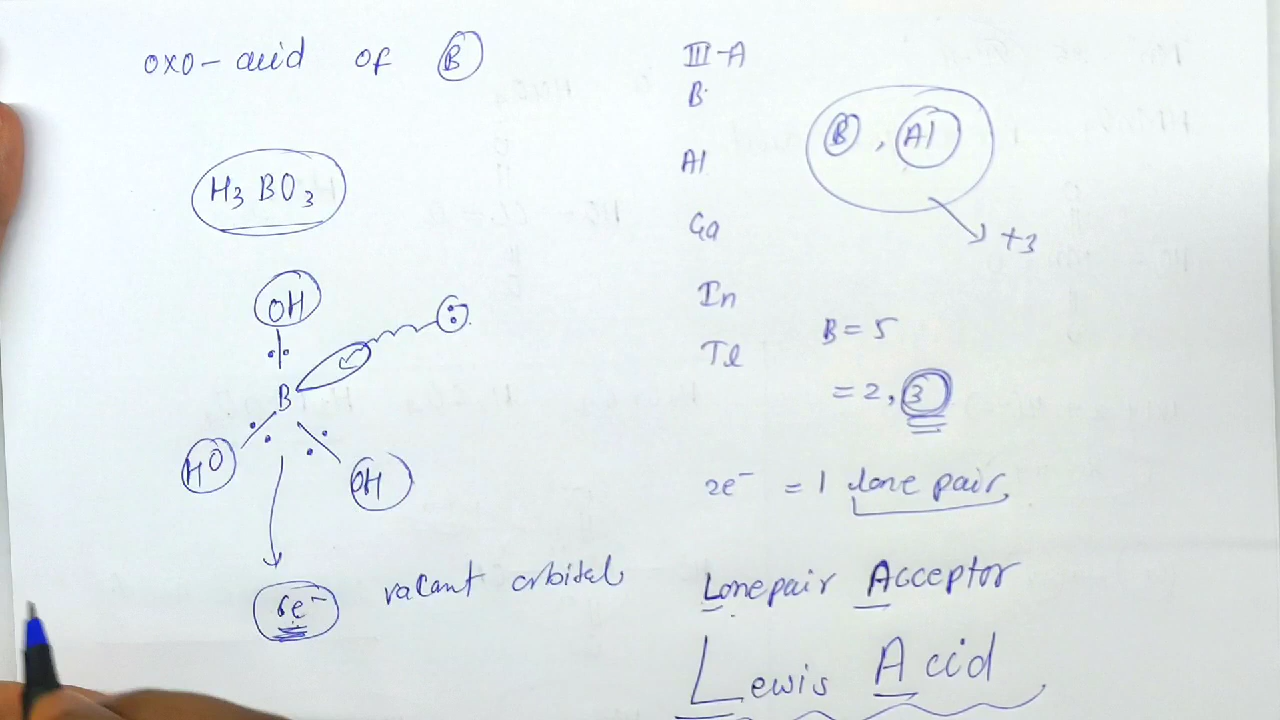 oxo-acid of B
H3BO3
OH
:
B
HO
OH
6e-
vacant orbital
III-A
B
Al
Ga
In
Tl
B, Al
+3
B = 5
= 2, 3
2e- = 1 lone pair
Lonepair Acceptor
Lewis Acid